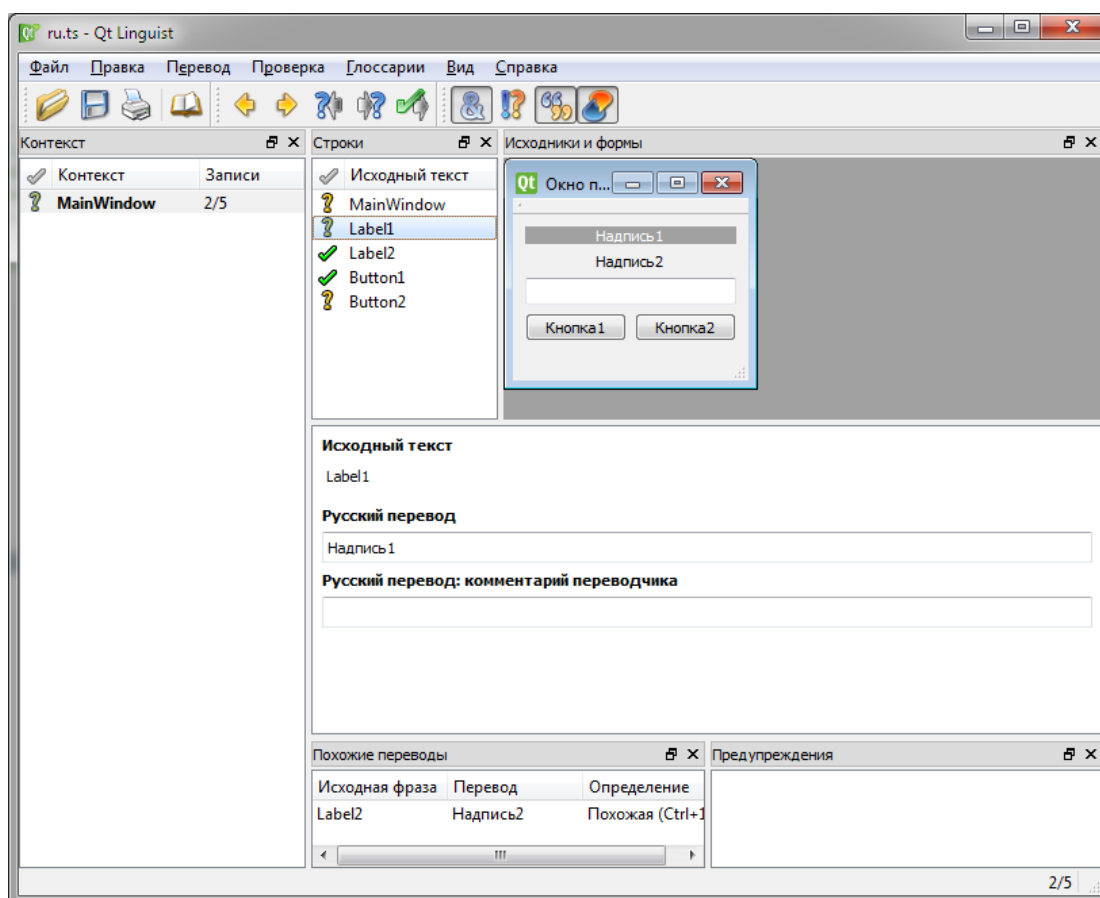 ru.ts - Qt Linguist
Файл Правка Перевод Проверка Глоссарии Вид Справка
Контекст
Контекст Записи
MainWindow 2/5
Строки
Исходный текст
MainWindow
Label1
Label2
Button1
Button2
Исходники и формы
Окно п...
Надпись1
Надпись2
Кнопка1 Кнопка2
Исходный текст
Label1
Русский перевод
Надпись1
Русский перевод: комментарий переводчика
Похожие переводы
Исходная фраза Перевод Определение
Label2 Надпись2 Похожая (Ctrl+1
Предупреждения
2/5